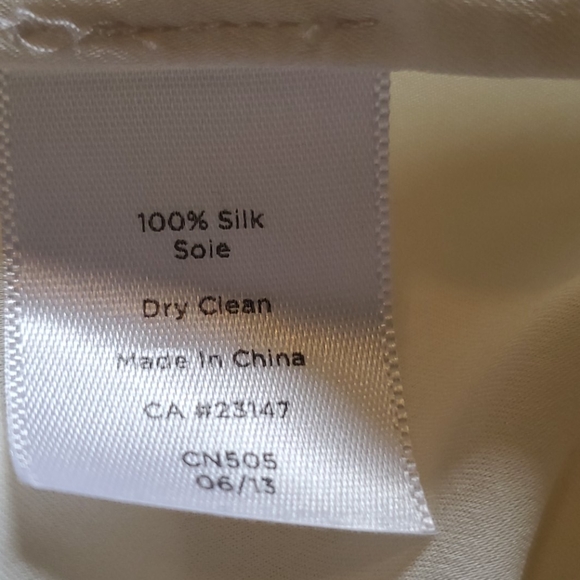 100% Silk
Soie
Dry Clean
Made In China
CA #23147
CN505
06/13